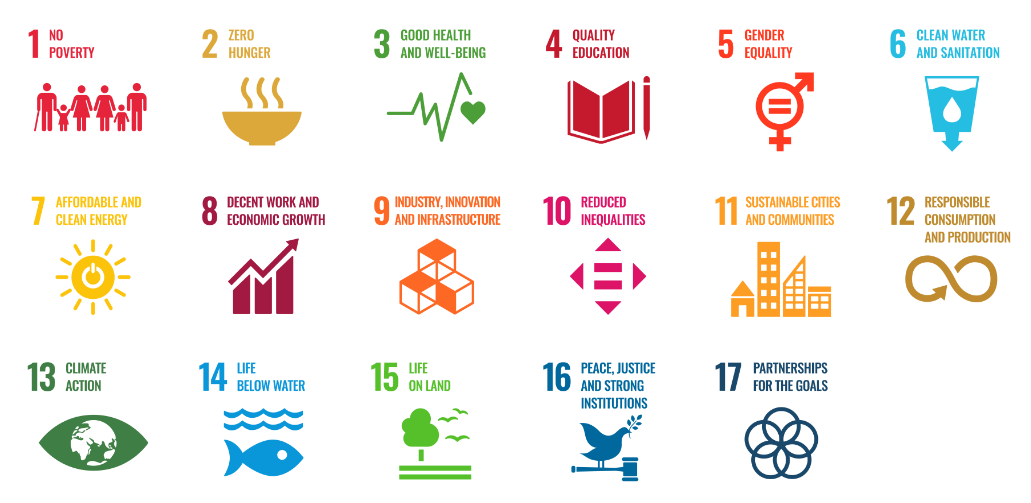 1 NO
POVERTY
2 ZERO
HUNGER
3 GOOD HEALTH
AND WELL-BEING
4 QUALITY
EDUCATION
5 GENDER
EQUALITY
6 CLEAN WATER
AND SANITATION
7 AFFORDABLE AND
CLEAN ENERGY
8 DECENT WORK AND
ECONOMIC GROWTH
9 INDUSTRY, INNOVATION
AND INFRASTRUCTURE
10 REDUCED
INEQUALITIES
11 SUSTAINABLE CITIES
AND COMMUNITIES
12 RESPONSIBLE
CONSUMPTION
AND PRODUCTION
13 CLIMATE
ACTION
14 LIFE
BELOW WATER
15 LIFE
ON LAND
16 PEACE, JUSTICE
AND STRONG
INSTITUTIONS
17 PARTNERSHIPS
FOR THE GOALS